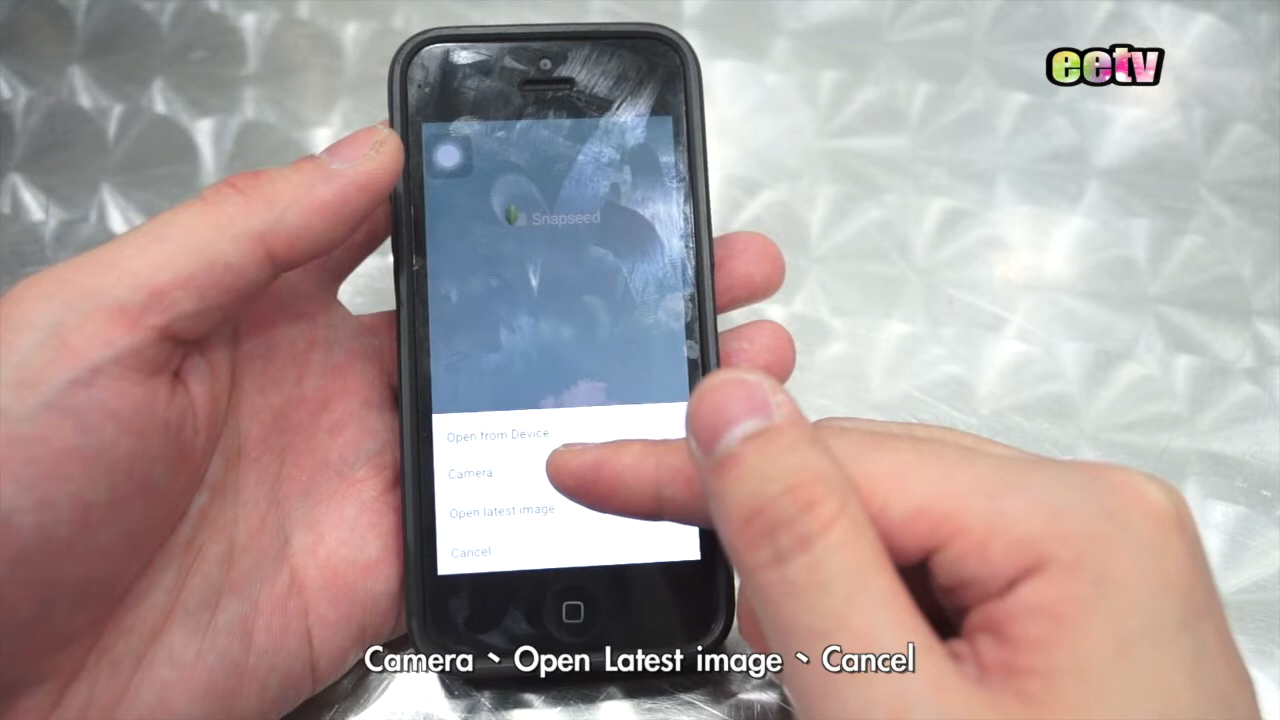 eetv
Snapseed
Open from Device
Camera
Open latest image
Cancel
Camera、Open Latest image、Cancel